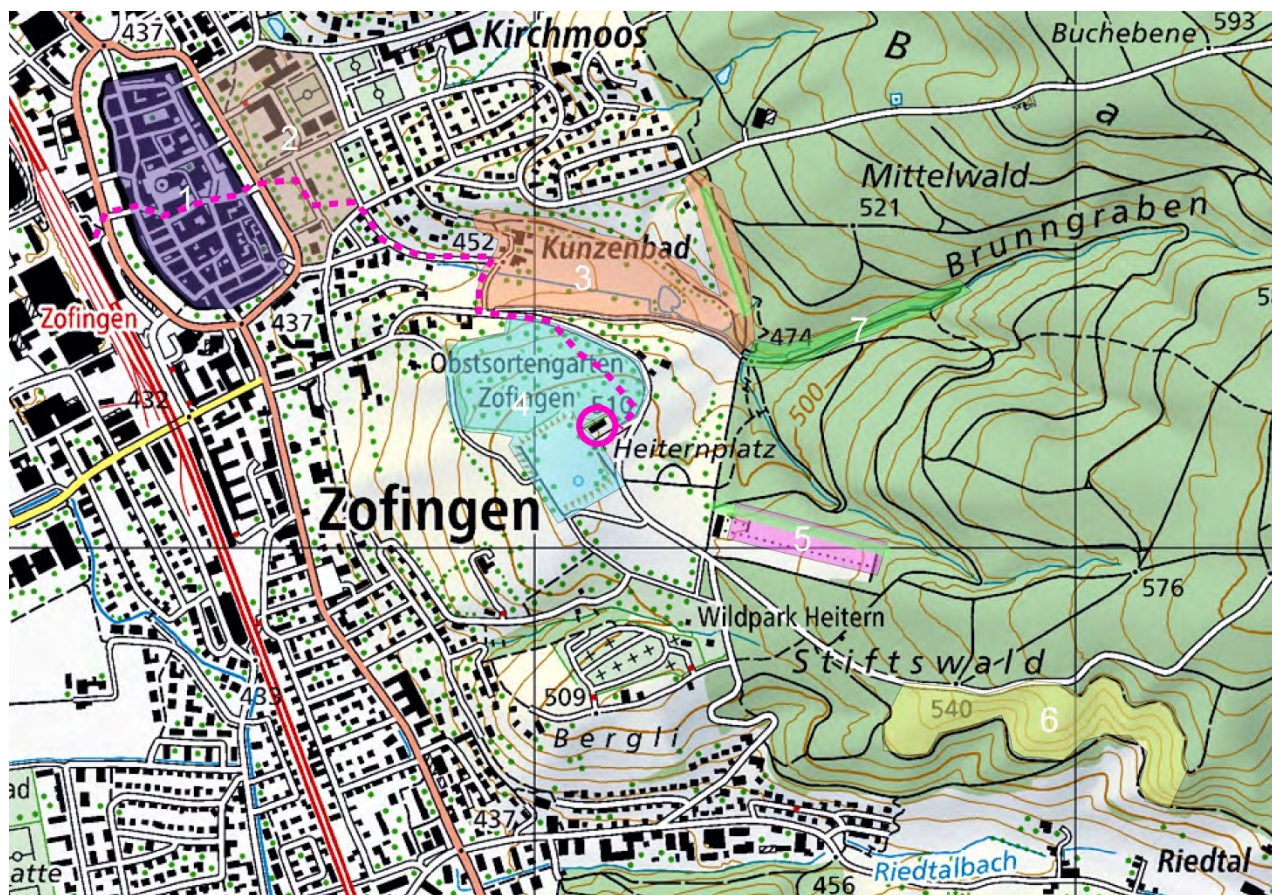 437
Kirchmoos
593
Buchebene
B
a
2
1
Mittelwald
521
Brunngraben
452
Kunzenbad
3
Zofingen
437
474
7
Obstsortengarten
Zofingen
4
510
500
432
Heiternplatz
Zofingen
5
576
Wildpark Heitern
Stiftswald
433
509
540
6
Bergli
437
Riedtalbach
Riedtal
456